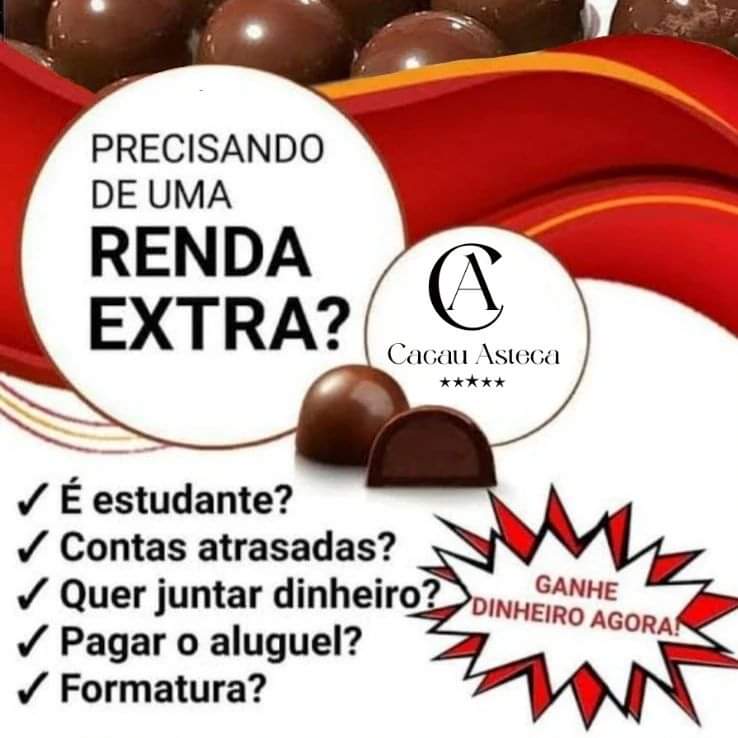 PRECISANDO
DE UMA
RENDA
EXTRA?
CA
Cacau Asteca
★★★★★
✓ É estudante?
✓ Contas atrasadas?
✓ Quer juntar dinheiro?
✓ Pagar o aluguel?
✓ Formatura?
GANHE
DINHEIRO AGORA!